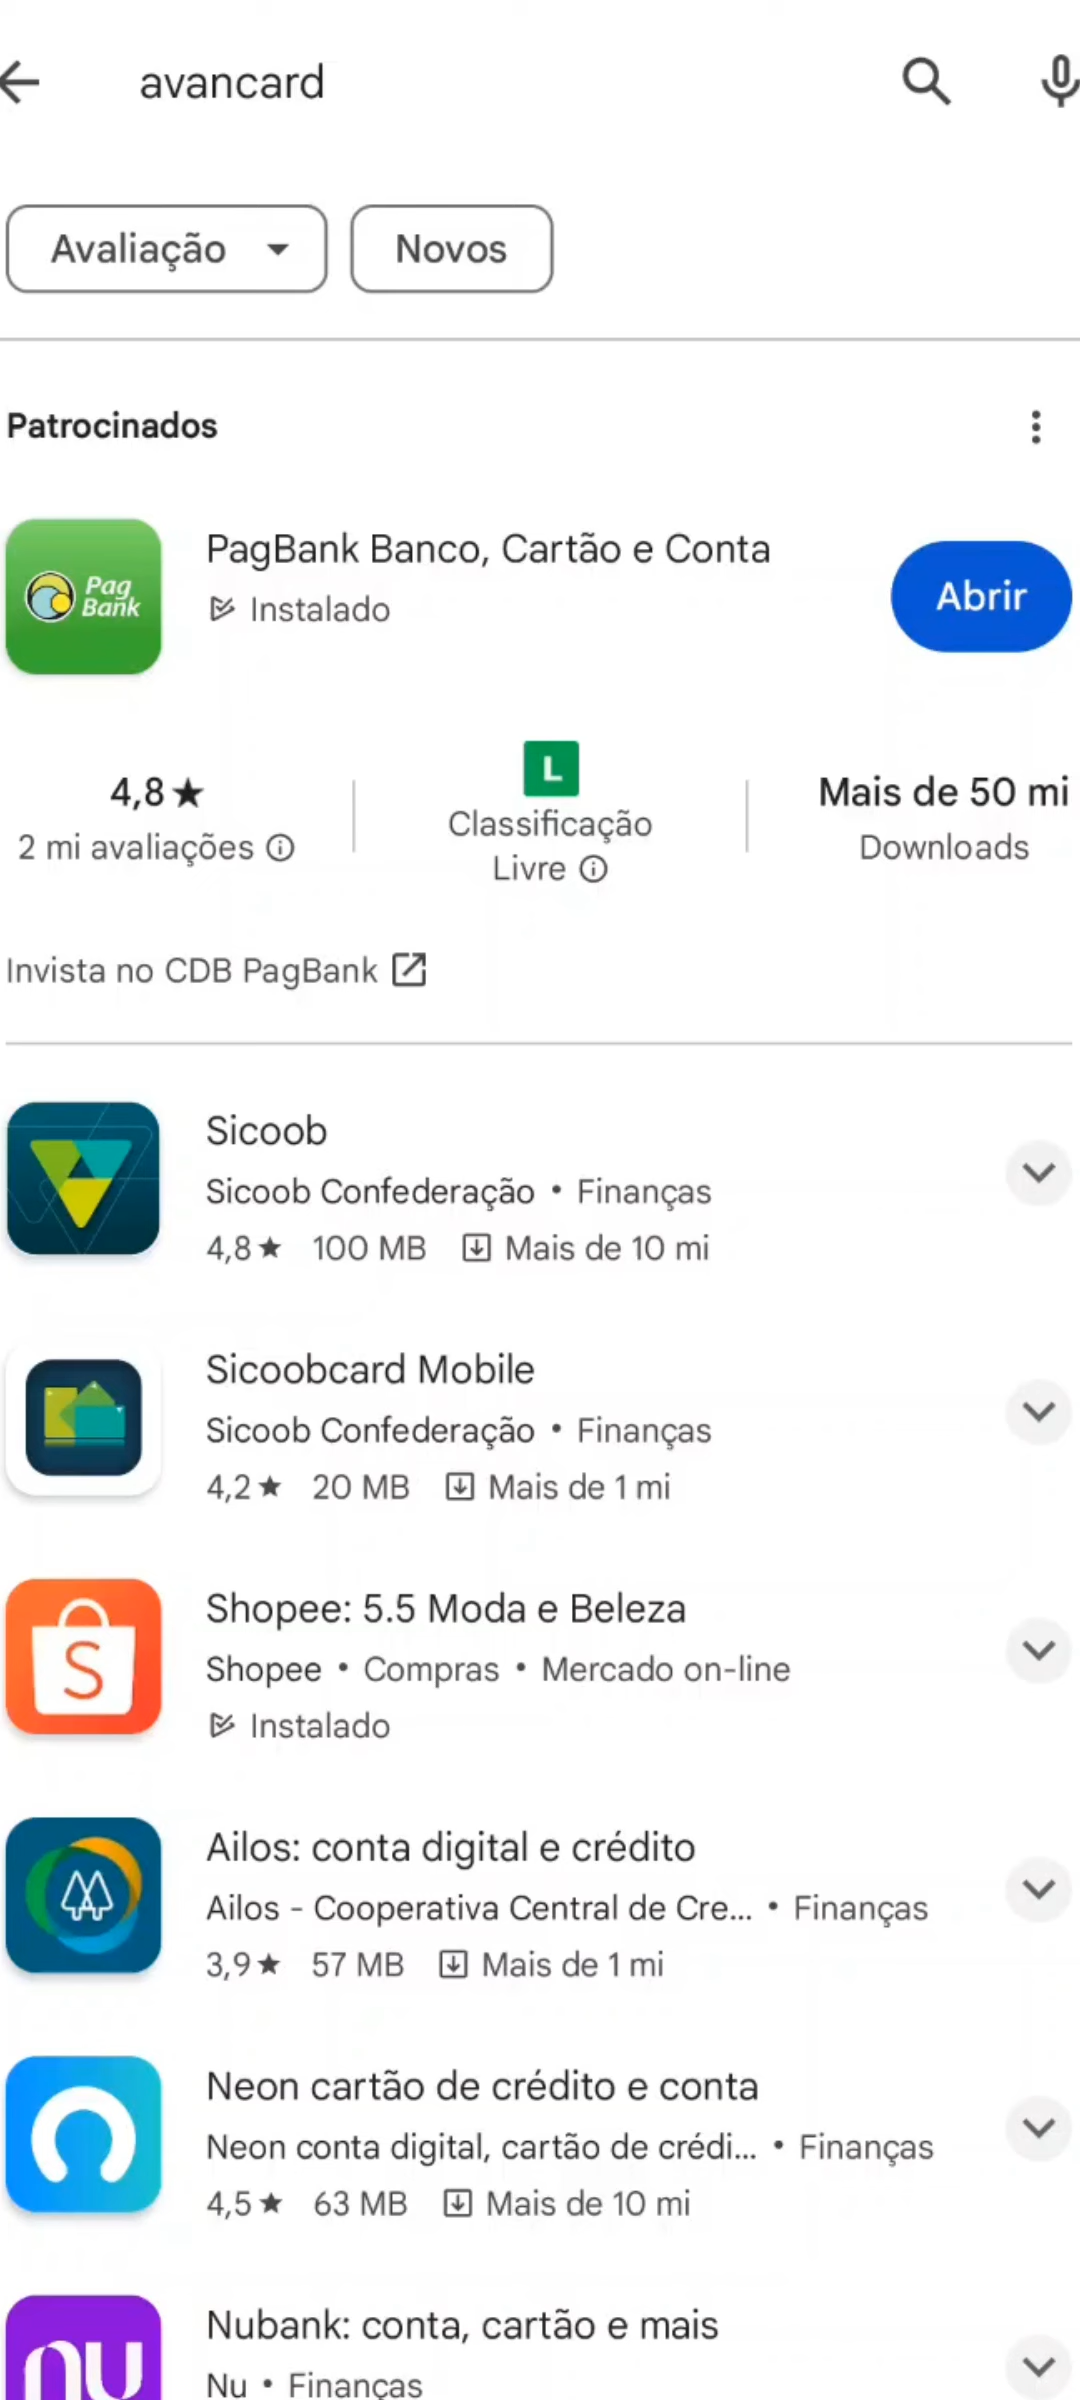 avancard
Avaliação
Novos
Patrocinados
Pag
Bank
PagBank Banco, Cartão e Conta
Instalado
Abrir
4,8★
2 mi avaliações
L
Classificação
Livre
Mais de 50 mi
Downloads
Invista no CDB PagBank
Sicoob
Sicoob Confederação • Finanças
4,8★ 100 MB Mais de 10 mi
Sicoobcard Mobile
Sicoob Confederação • Finanças
4,2★ 20 MB Mais de 1 mi
S
Shopee: 5.5 Moda e Beleza
Shopee • Compras • Mercado on-line
Instalado
Ailos: conta digital e crédito
Ailos - Cooperativa Central de Cre... • Finanças
3,9★ 57 MB Mais de 1 mi
Neon cartão de crédito e conta
Neon conta digital, cartão de crédi... • Finanças
4,5★ 63 MB Mais de 10 mi
nu
Nubank: conta, cartão e mais
Nu • Finanças